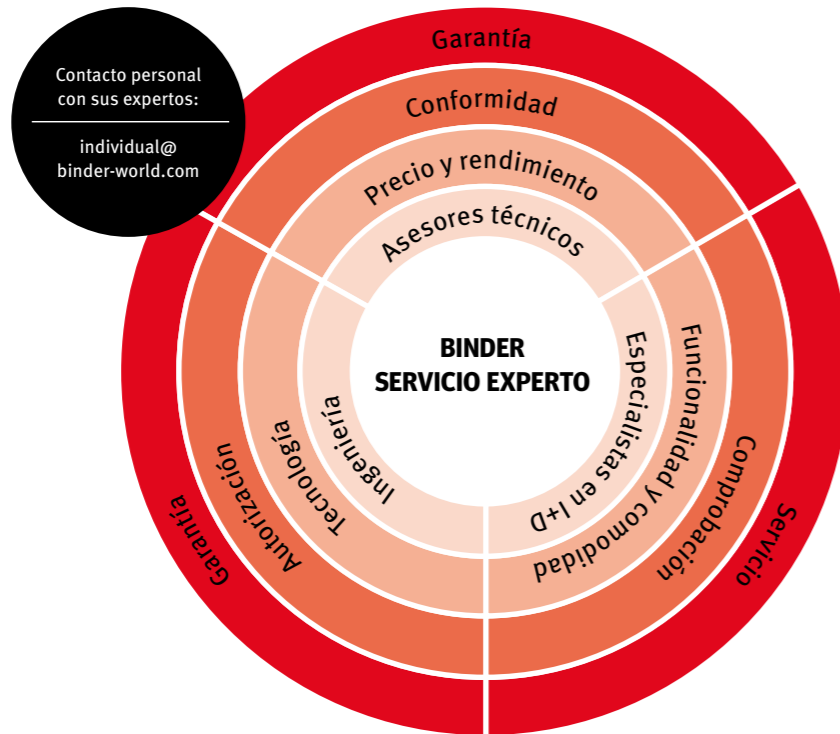 Contacto personal
con sus expertos:
individual@
binder-world.com
Garantía
Conformidad
Precio y rendimiento
Asesores técnicos
BINDER
SERVICIO EXPERTO
Especialistas en I+D
Funcionalidad y comodidad
Comprobación
Servicio
Ingeniería
Tecnología
Autorización
Garantía